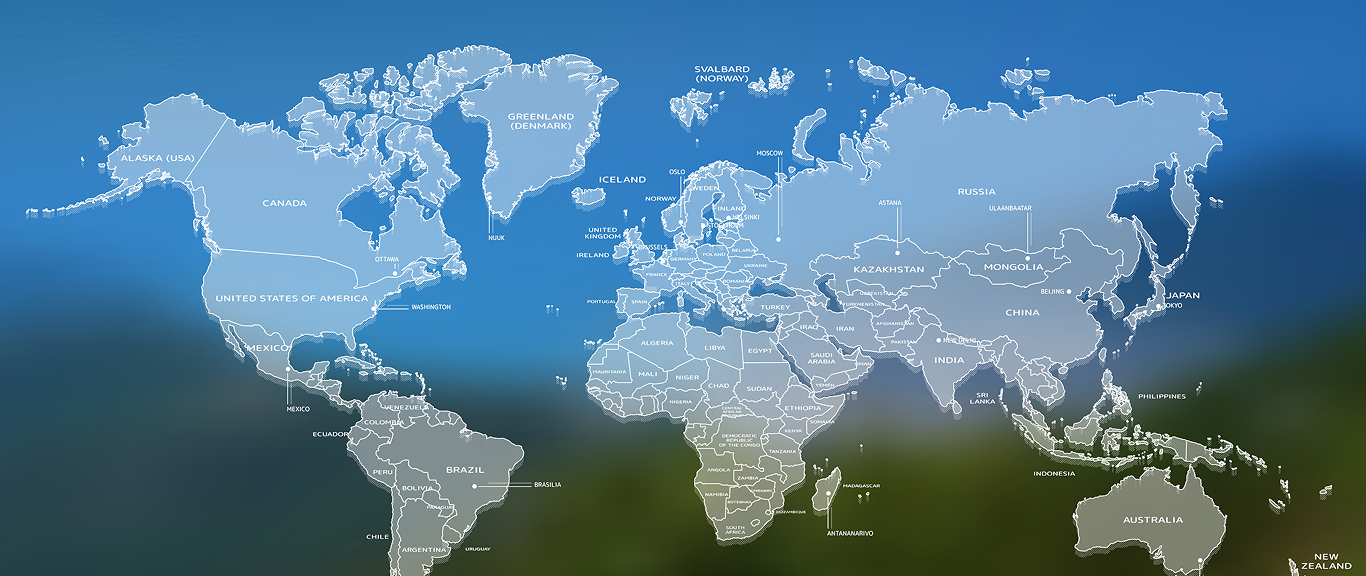 SVALBARD
(NORWAY)
GREENLAND
(DENMARK)
ALASKA (USA)
MOSCOW
OSLO
ICELAND
SWEDEN
RUSSIA
CANADA
NORWAY
ASTANA
ULAANBAATAR
FINLAND
HELSINKI
STOCKHOLM
NUUK
UNITED
KINGDOM
BRUSSELS
BELARUS
IRELAND
POLAND
GERMANY
OTTAWA
UKRAINE
KAZAKHSTAN
MONGOLIA
FRANCE
ROMANIA
ITALY
BEIJING
UZBEKISTAN
JAPAN
UNITED STATES OF AMERICA
PORTUGAL
SPAIN
TURKEY
TURKMENISTAN
TOKYO
WASHINGTON
CHINA
IRAQ
IRAN
AFGHANISTAN
PAKISTAN
NEW DELHI
MEXICO
ALGERIA
LIBYA
EGYPT
SAUDI
ARABIA
INDIA
OMAN
MAURITANIA
MALI
NIGER
CHAD
SUDAN
YEMEN
SRI
LANKA
PHILIPPINES
MEXICO
VENEZUELA
NIGERIA
CENTRAL
AFRICAN
ETHIOPIA
COLOMBIA
SOMALIA
ECUADOR
KENYA
DEMOCRATIC
REPUBLIC
OF THE CONGO
TANZANIA
PERU
BRAZIL
ANGOLA
ZAMBIA
INDONESIA
BRASILIA
MADAGASCAR
BOLIVIA
NAMIBIA
ZIMBABWE
BOTSWANA
PARAGUAY
MOZAMBIQUE
AUSTRALIA
SOUTH
AFRICA
ANTANANARIVO
CHILE
ARGENTINA
URUGUAY
NEW
ZEALAND